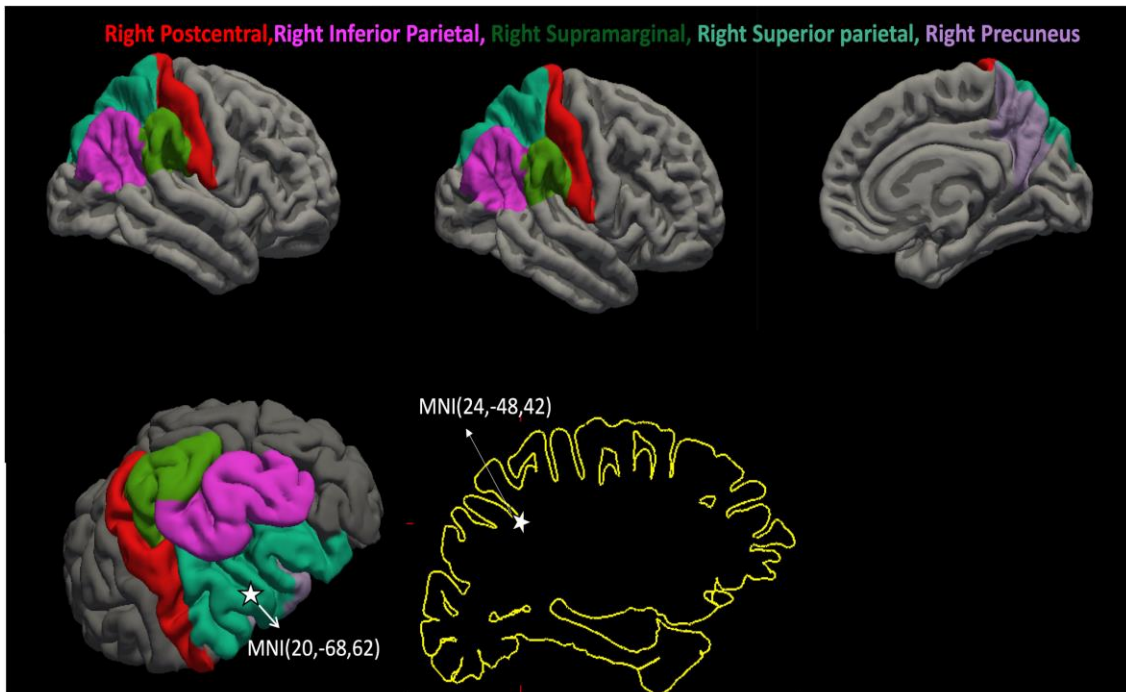 Right Postcentral,Right Inferior Parietal, Right Supramarginal, Right Superior parietal, Right Precuneus
MNI(24,-48,42)
MNI(20,-68,62)